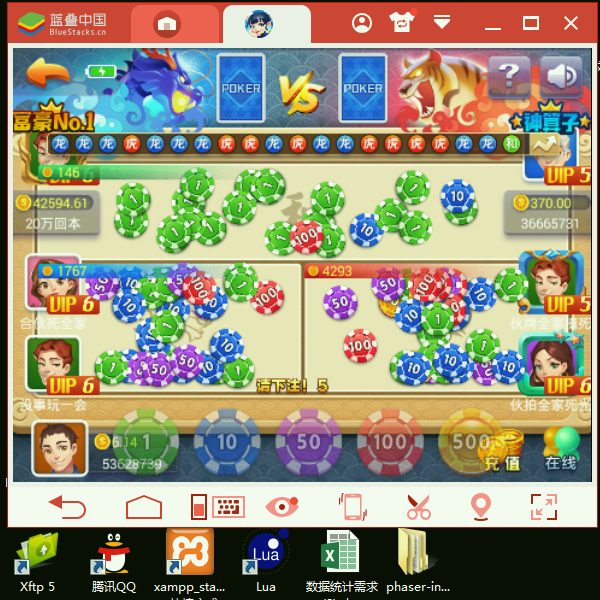 蓝叠中国
BlueStacks.cn
POKER
VS
POKER
?
富豪No.1
神算子
龙 龙 龙 虎 龙 龙 龙 虎 虎 龙 龙 虎 龙 虎 虎 虎 虎 龙 龙 和
146
VIP 5
42594.61
20万回本
370.00
36665731
1767
4293
VIP 6
VIP 5
合伙死全家
VIP 6
VIP 6
没事玩一会
请下注! 5
伙拍全家死光
6.14
53628739
1
10
50
100
500
充值
在线
Xftp 5
腾讯QQ
xampp_sta...
Lua
数据统计需求
phaser-in...